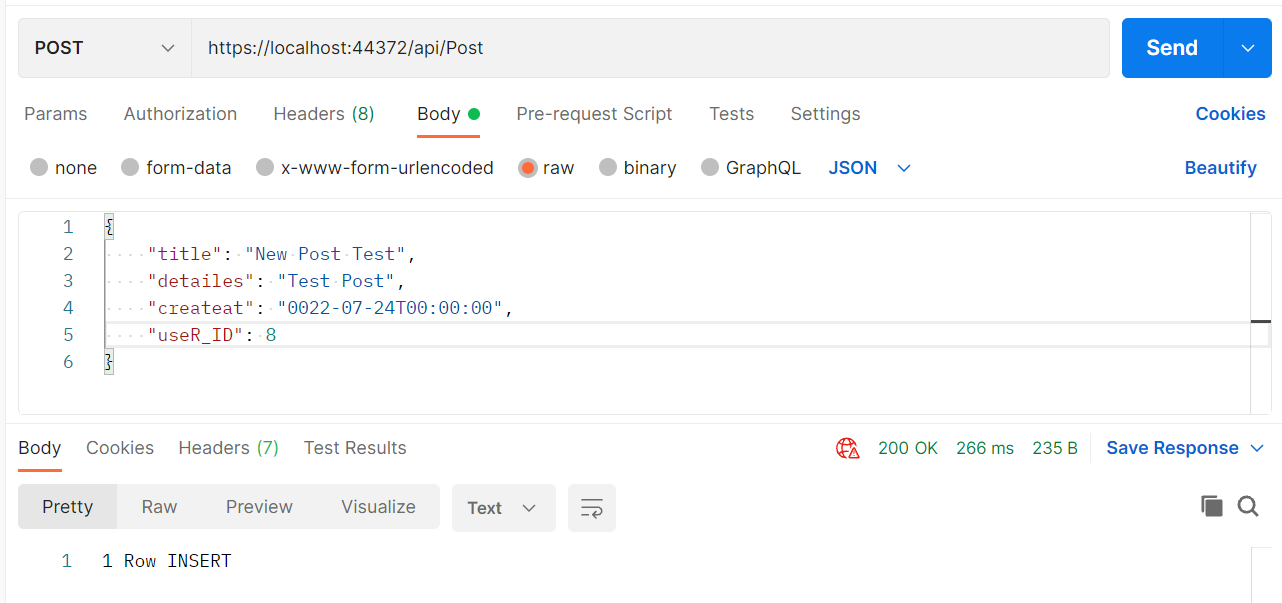 POST https://localhost:44372/api/Post Send
Params Authorization Headers (8) Body Pre-request Script Tests Settings Cookies
none form-data x-www-form-urlencoded raw binary GraphQL JSON Beautify
1 {
2 "title": "New Post Test",
3 "detailes": "Test Post",
4 "createat": "0022-07-24T00:00:00",
5 "useR_ID": 8
6 }
Body Cookies Headers (7) Test Results 200 OK 266 ms 235 B Save Response
Pretty Raw Preview Visualize Text
1 1 Row INSERT